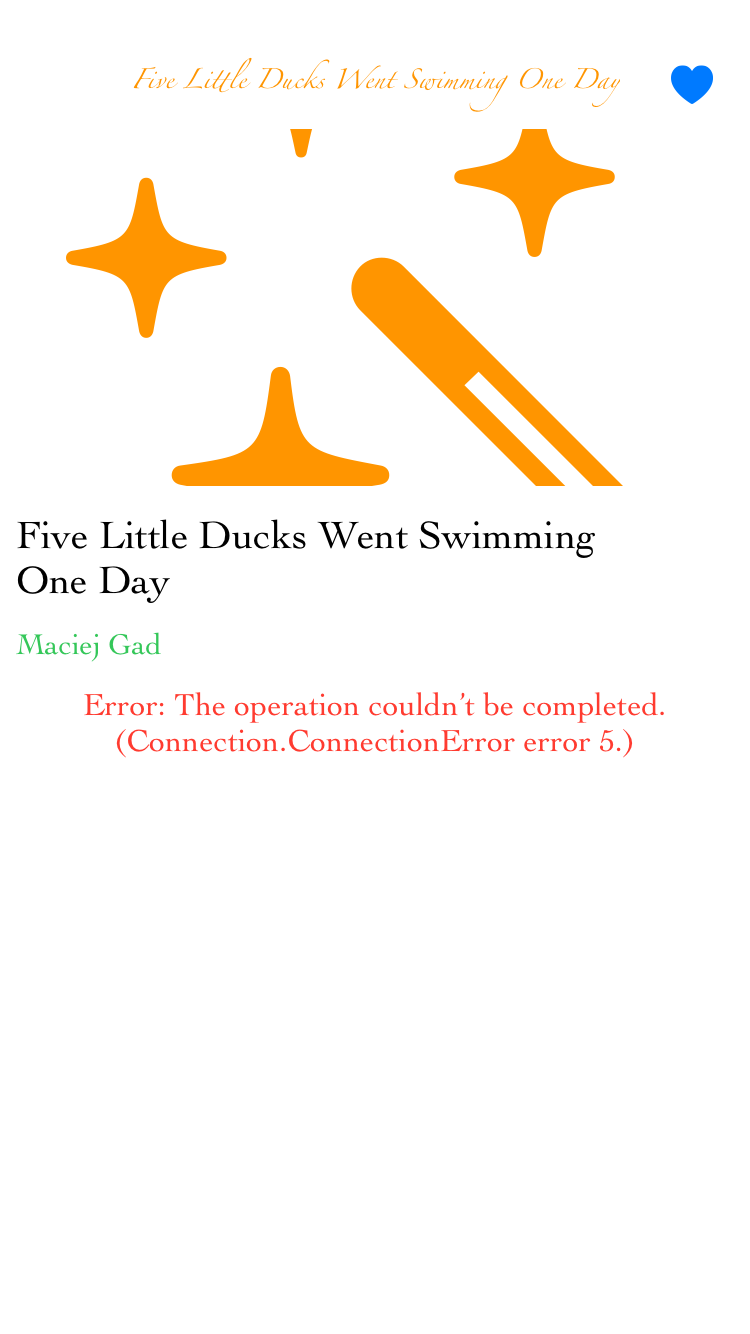 Five Little Ducks Went Swimming One Day
Five Little Ducks Went Swimming
One Day
Maciej Gad
Error: The operation couldn’t be completed.
(Connection.ConnectionError error 5.)